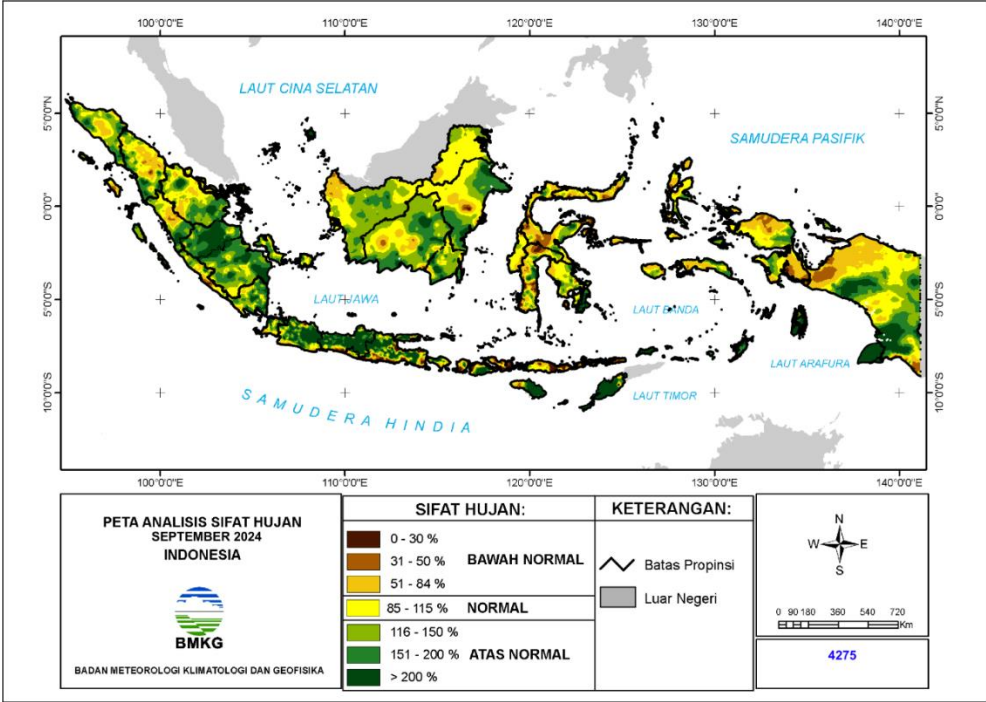 100°0'0"E 110°0'0"E 120°0'0"E 130°0'0"E 140°0'0"E
5°0'0"N
0°0'0"
5°0'0"S
10°0'0"S
LAUT CINA SELATAN
SAMUDERA PASIFIK
LAUT JAWA
LAUT BANDA
LAUT ARAFURA
LAUT TIMOR
SAMUDERA HINDIA
5°0'0"N
0°0'0"
5°0'0"S
10°0'0"S
100°0'0"E 110°0'0"E 120°0'0"E 130°0'0"E 140°0'0"E
PETA ANALISIS SIFAT HUJAN
SEPTEMBER 2024
INDONESIA
BMKG
BADAN METEOROLOGI KLIMATOLOGI DAN GEOFISIKA
SIFAT HUJAN:
0 - 30 %
31 - 50 % BAWAH NORMAL
51 - 84 %
85 - 115 % NORMAL
116 - 150 %
151 - 200 % ATAS NORMAL
> 200 %
KETERANGAN:
Batas Propinsi
Luar Negeri
N
W E
S
0 90 180 360 540 720
Km
4275